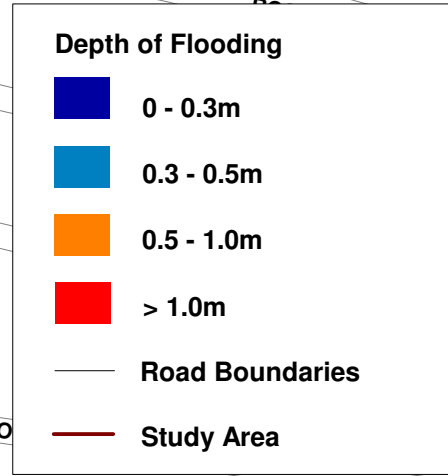 Depth of Flooding
0 - 0.3m
0.3 - 0.5m
0.5 - 1.0m
> 1.0m
Road Boundaries
Study Area